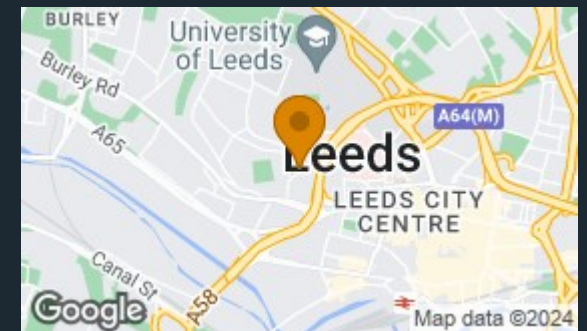 BURLEY
University
of Leeds
Burley Rd
A65
A64(M)
Leeds
LEEDS CITY
CENTRE
Canal St
A58
Google
Map data ©2024